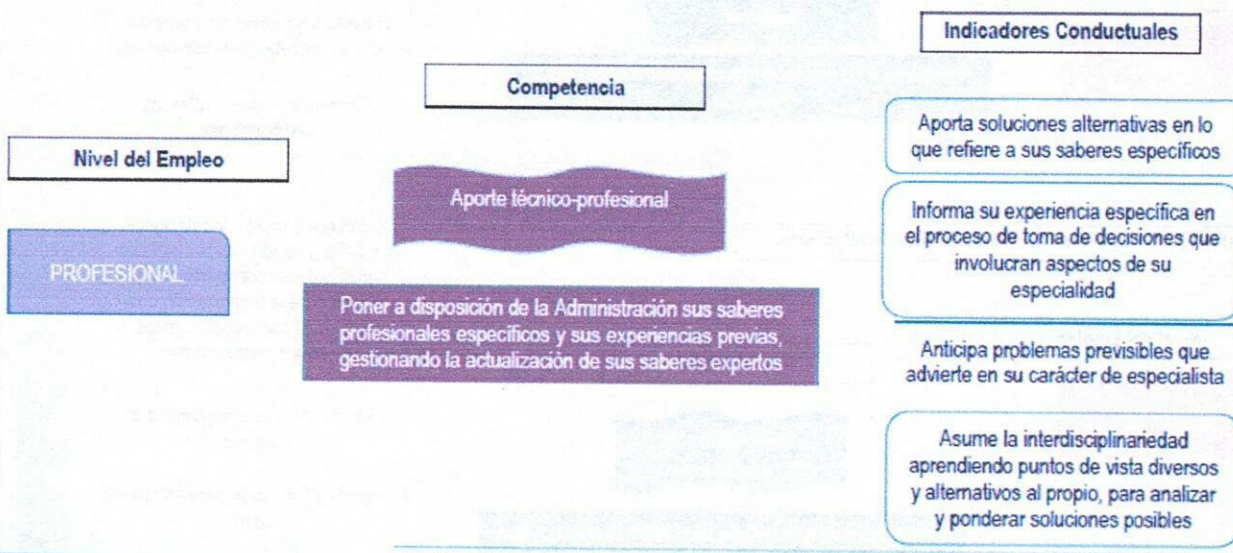 Nivel del Empleo
PROFESIONAL
Competencia
Aporte técnico-profesional
Poner a disposición de la Administración sus saberes
profesionales específicos y sus experiencias previas,
gestionando la actualización de sus saberes expertos
Indicadores Conductuales
Aporta soluciones alternativas en lo
que refiere a sus saberes específicos
Informa su experiencia específica en
el proceso de toma de decisiones que
involucran aspectos de su
especialidad
Anticipa problemas previsibles que
advierte en su carácter de especialista
Asume la interdisciplinariedad
aprendiendo puntos de vista diversos
y alternativos al propio, para analizar
y ponderar soluciones posibles